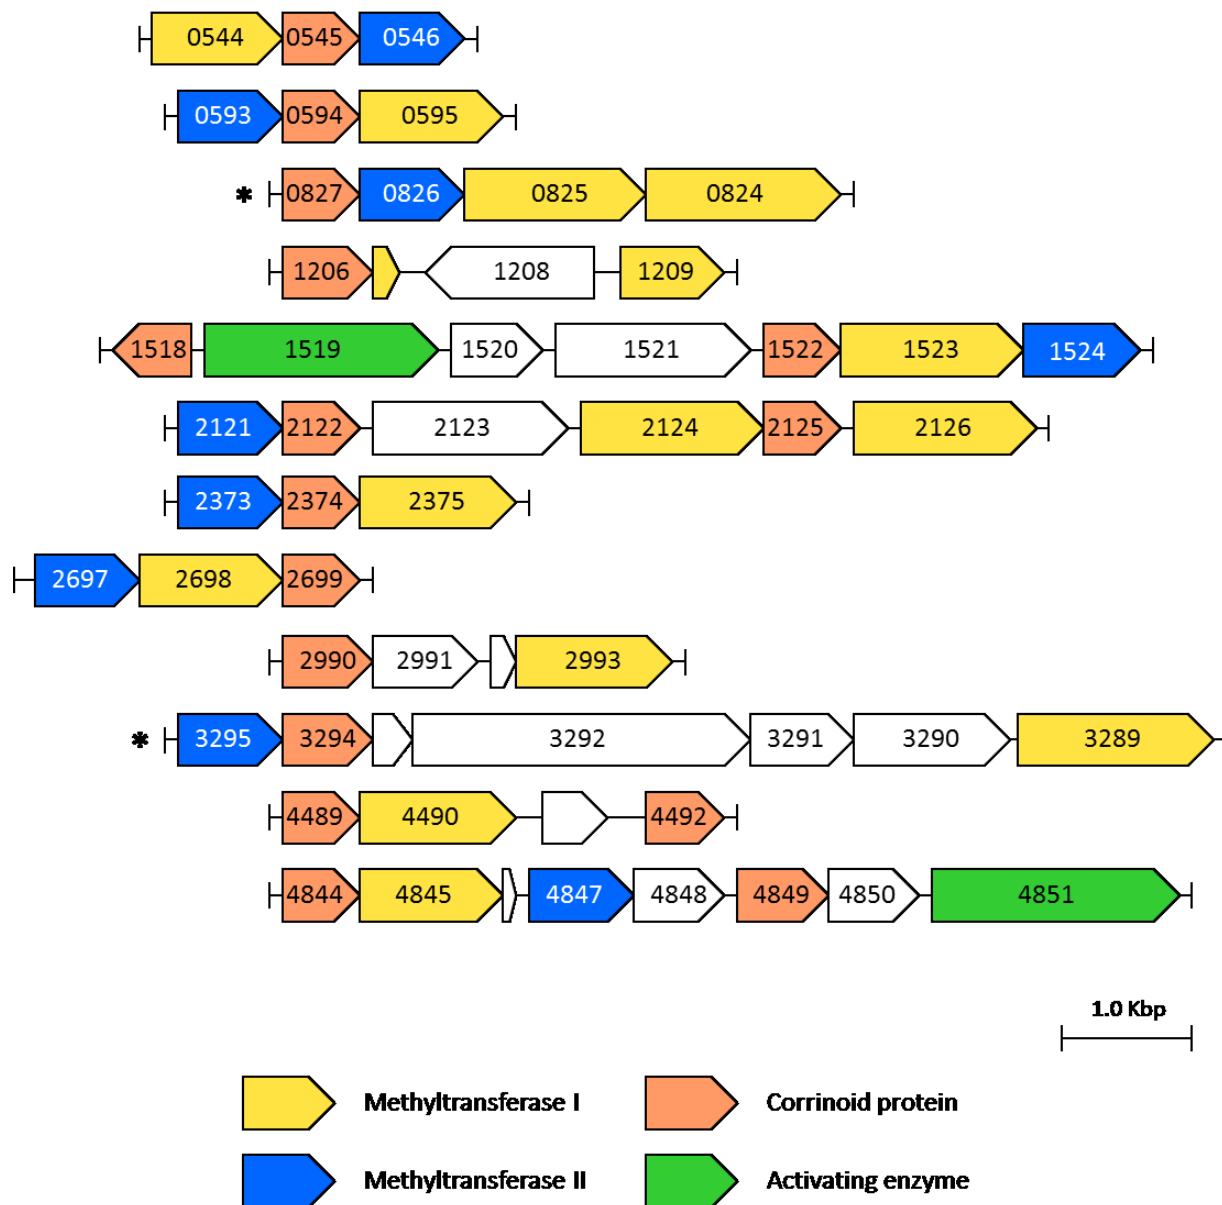 0544 0545 0546
0593 0594 0595
* 0827 0826 0825 0824
1206 1208 1209
1518 1519 1520 1521 1522 1523 1524
2121 2122 2123 2124 2125 2126
2373 2374 2375
2697 2698 2699
2990 2991 2993
* 3295 3294 3292 3291 3290 3289
4489 4490 4492
4844 4845 4847 4848 4849 4850 4851
1.0 Kbp
Methyltransferase I Corrinoid protein
Methyltransferase II Activating enzyme